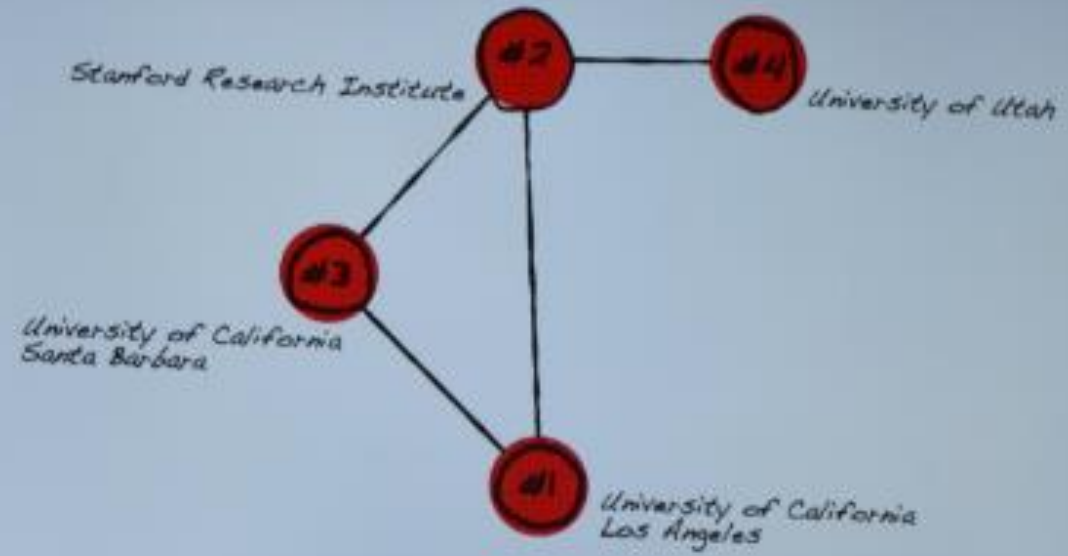 #2
#4
Stanford Research Institute
University of Utah
#3
University of California
Santa Barbara
#1
University of California
Los Angeles